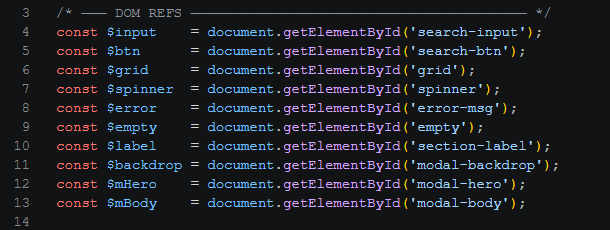 3 /* ─── DOM REFS ─────────────────────────────────────────── */
4 const $input    = document.getElementById('search-input');
5 const $btn      = document.getElementById('search-btn');
6 const $grid     = document.getElementById('grid');
7 const $spinner  = document.getElementById('spinner');
8 const $error    = document.getElementById('error-msg');
9 const $empty    = document.getElementById('empty');
10 const $label    = document.getElementById('section-label');
11 const $backdrop = document.getElementById('modal-backdrop');
12 const $mHero    = document.getElementById('modal-hero');
13 const $mBody    = document.getElementById('modal-body');
14